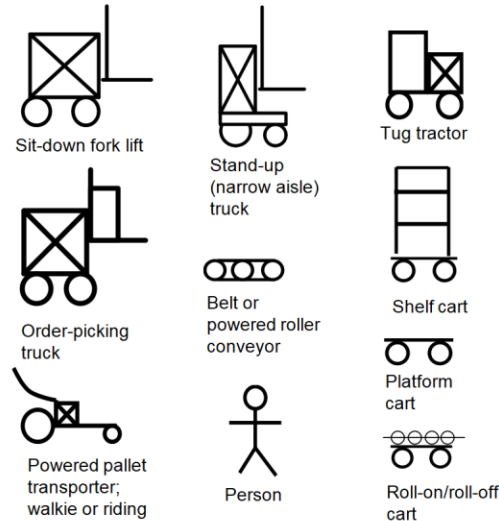 Sit-down fork lift
Stand-up
(narrow aisle)
truck
Tug tractor
Order-picking
truck
Belt or
powered roller
conveyor
Shelf cart
Platform
cart
Powered pallet
transporter;
walkie or riding
Person
Roll-on/roll-off
cart